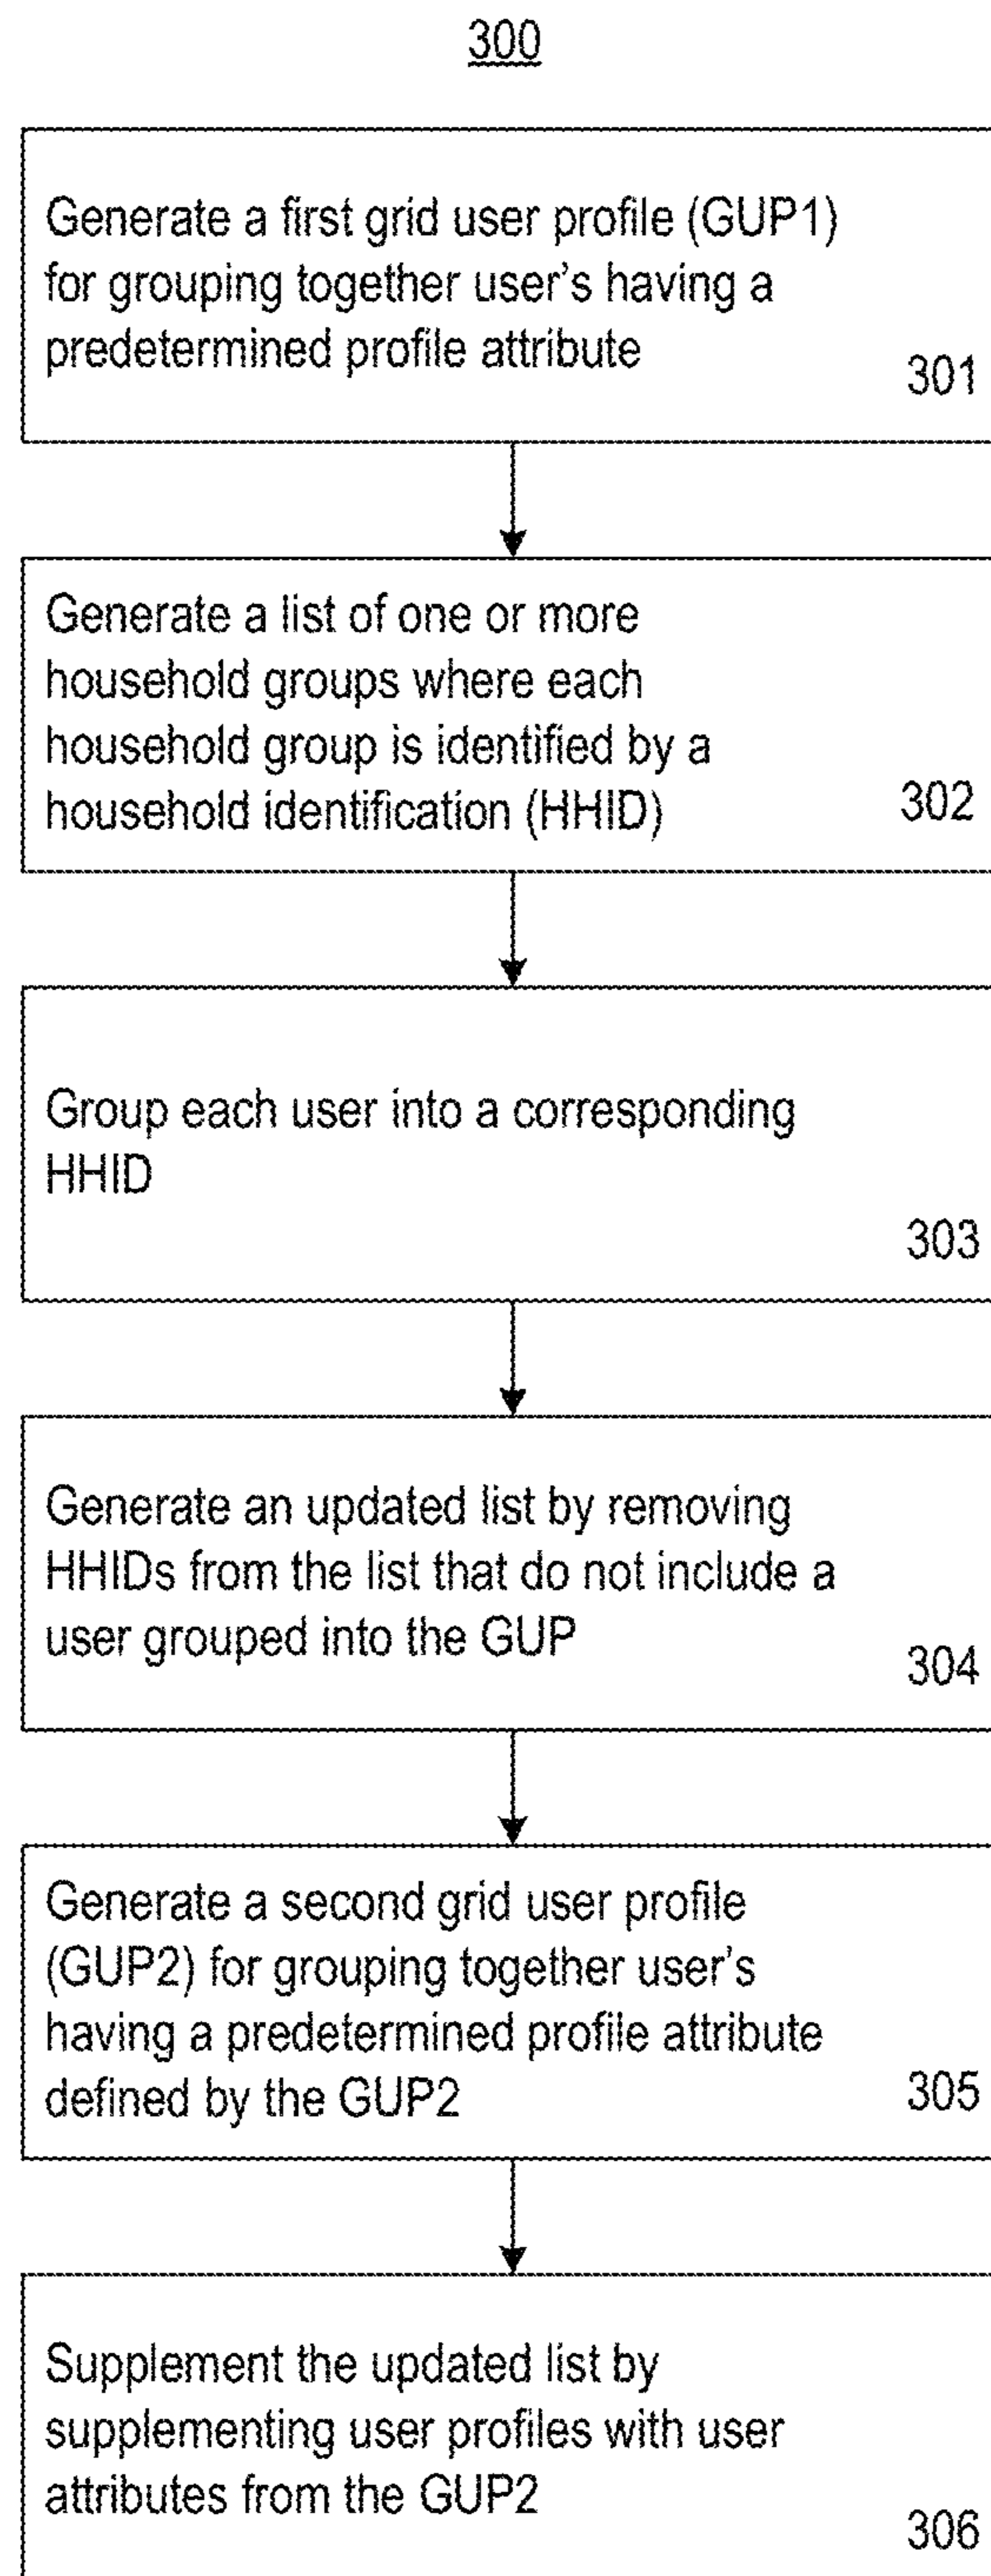 300
Generate a first grid user profile (GUP1)
for grouping together user's having a
predetermined profile attribute
301
Generate a list of one or more
household groups where each
household group is identified by a
household identification (HHID)
302
Group each user into a corresponding
HHID
303
Generate an updated list by removing
HHIDs from the list that do not include a
user grouped into the GUP
304
Generate a second grid user profile
(GUP2) for grouping together user's
having a predetermined profile attribute
defined by the GUP2
305
Supplement the updated list by
supplementing user profiles with user
attributes from the GUP2
306